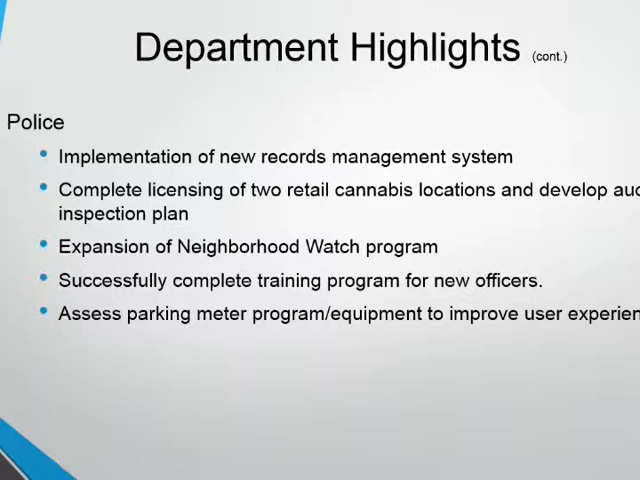 Department Highlights (cont.)
Police
• Implementation of new records management system
• Complete licensing of two retail cannabis locations and develop
inspection plan
• Expansion of Neighborhood Watch program
• Successfully complete training program for new officers.
• Assess parking meter program/equipment to improve user